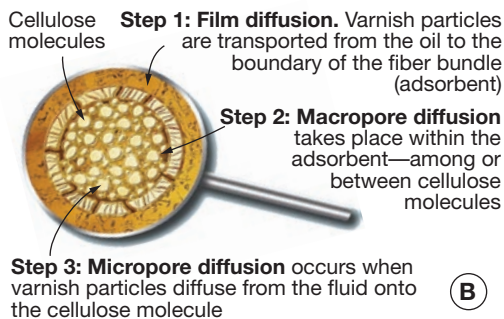 Cellulose
molecules
Step 1: Film diffusion. Varnish particles
are transported from the oil to the
boundary of the fiber bundle
(adsorbent)
Step 2: Macropore diffusion
takes place within the
adsorbent—among or
between cellulose
molecules
Step 3: Micropore diffusion occurs when
varnish particles diffuse from the fluid onto
the cellulose molecule
B